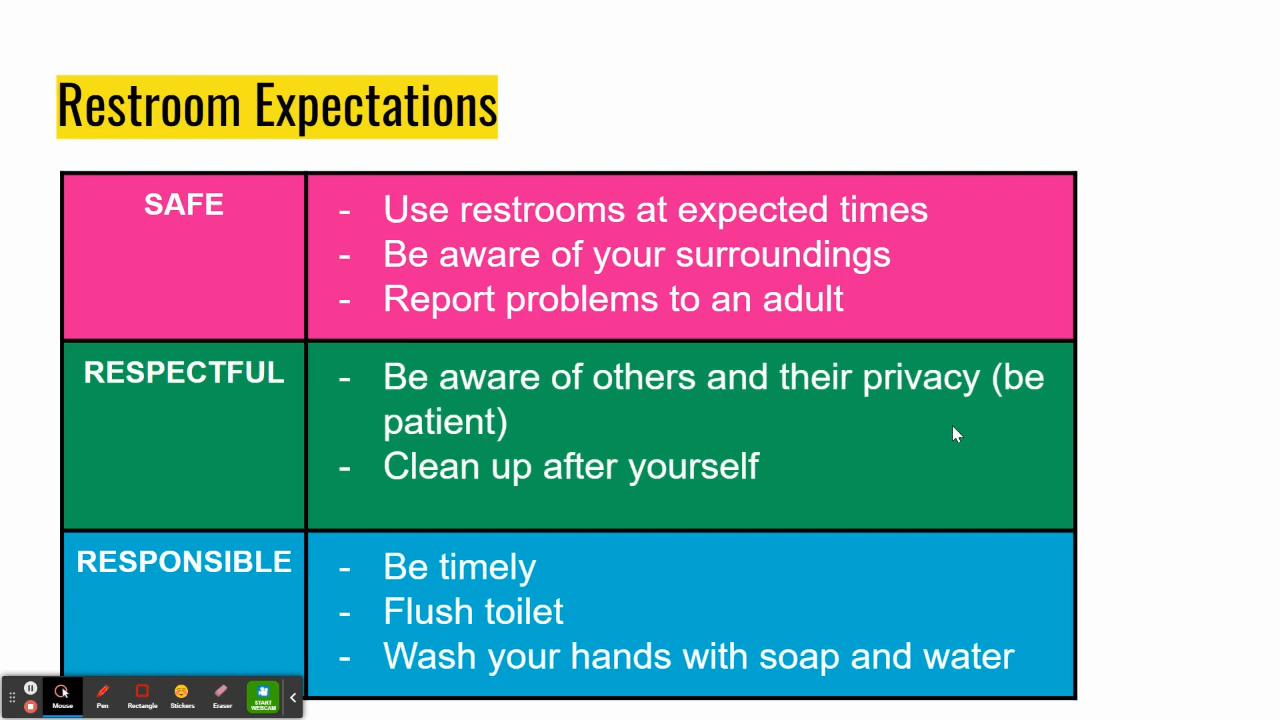 Restroom Expectations
SAFE
- Use restrooms at expected times
- Be aware of your surroundings
- Report problems to an adult
RESPECTFUL
- Be aware of others and their privacy (be
patient)
- Clean up after yourself
RESPONSIBLE
- Be timely
- Flush toilet
- Wash your hands with soap and water
Mouse
Pen
Rectangle
Stickers
Eraser
START
WEBCAM